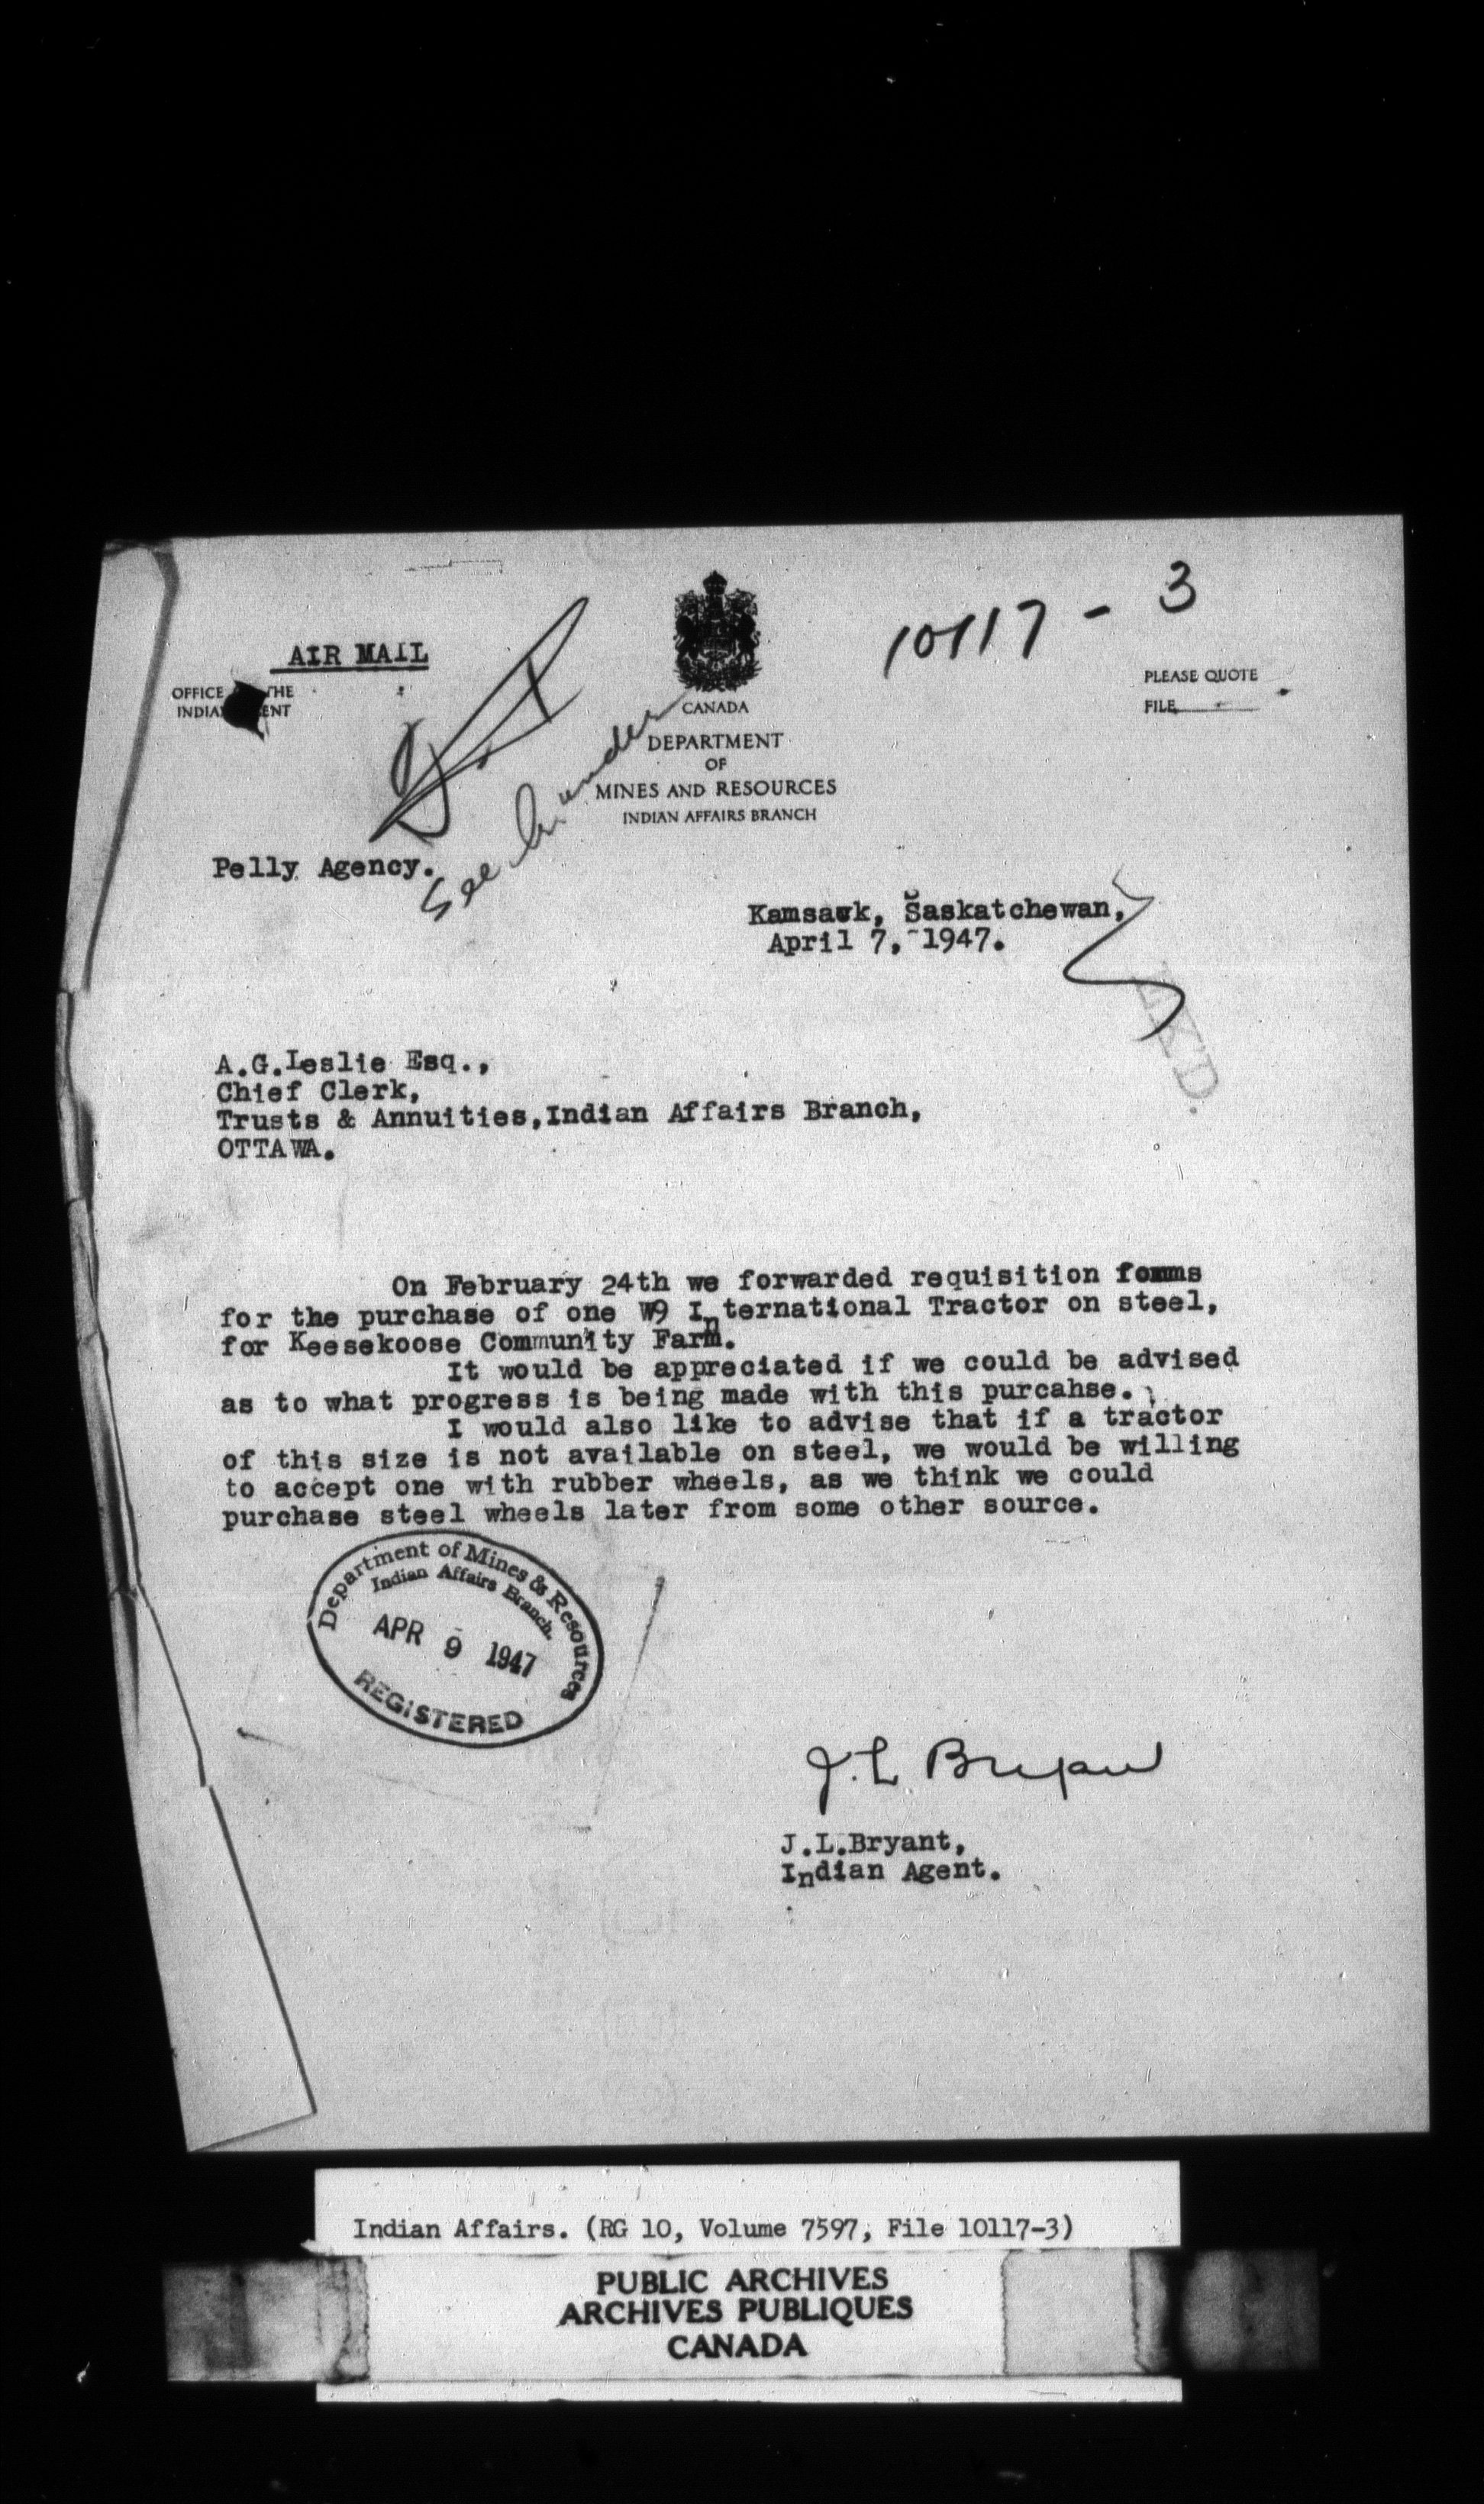 10117 - 3
AIR MAIL
OFFICE THE
INDIAN ENT
PLEASE QUOTE
FILE
CANADA
DEPARTMENT
OF
MINES AND RESOURCES
INDIAN AFFAIRS BRANCH
See under
Pelly Agency.
Kamsack, Saskatchewan,
April 7, 1947.
K'D.
A.G.Leslie Esq.,
Chief Clerk,
Trusts & Annuities,Indian Affairs Branch,
OTTAWA.
On February 24th we forwarded requisition forms
for the purchase of one W9 International Tractor on steel,
for Keesekoose Community Farm.
It would be appreciated if we could be advised
as to what progress is being made with this purcahse.
I would also like to advise that if a tractor
of this size is not available on steel, we would be willing
to accept one with rubber wheels, as we think we could
purchase steel wheels later from some other source.
Department of Mines & Resources
Indian Affairs Branch.
APR 9 1947
REGISTERED
J.L. Bryant
J.L.Bryant,
Indian Agent.
Indian Affairs. (RG 10, Volume 7597, File 10117-3)
PUBLIC ARCHIVES
ARCHIVES PUBLIQUES
CANADA